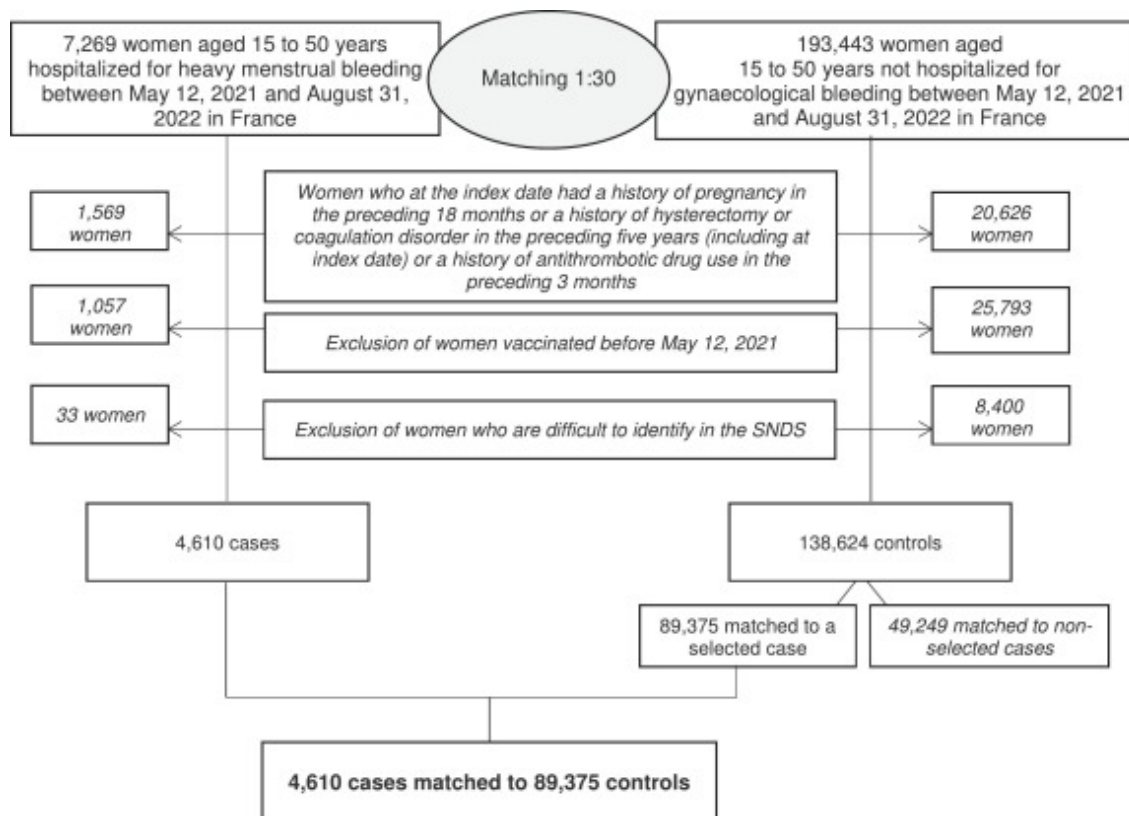 7,269 women aged 15 to 50 years
hospitalized for heavy menstrual bleeding
between May 12, 2021 and August 31,
2022 in France
Matching 1:30
193,443 women aged
15 to 50 years not hospitalized for
gynaecological bleeding between May 12, 2021
and August 31, 2022 in France
1,569
women
Women who at the index date had a history of pregnancy in
the preceding 18 months or a history of hysterectomy or
coagulation disorder in the preceding five years (including at
index date) or a history of antithrombotic drug use in the
preceding 3 months
20,626
women
1,057
women
Exclusion of women vaccinated before May 12, 2021
25,793
women
33 women
Exclusion of women who are difficult to identify in the SNDS
8,400
women
4,610 cases
138,624 controls
89,375 matched to a
selected case
49,249 matched to non-
selected cases
4,610 cases matched to 89,375 controls